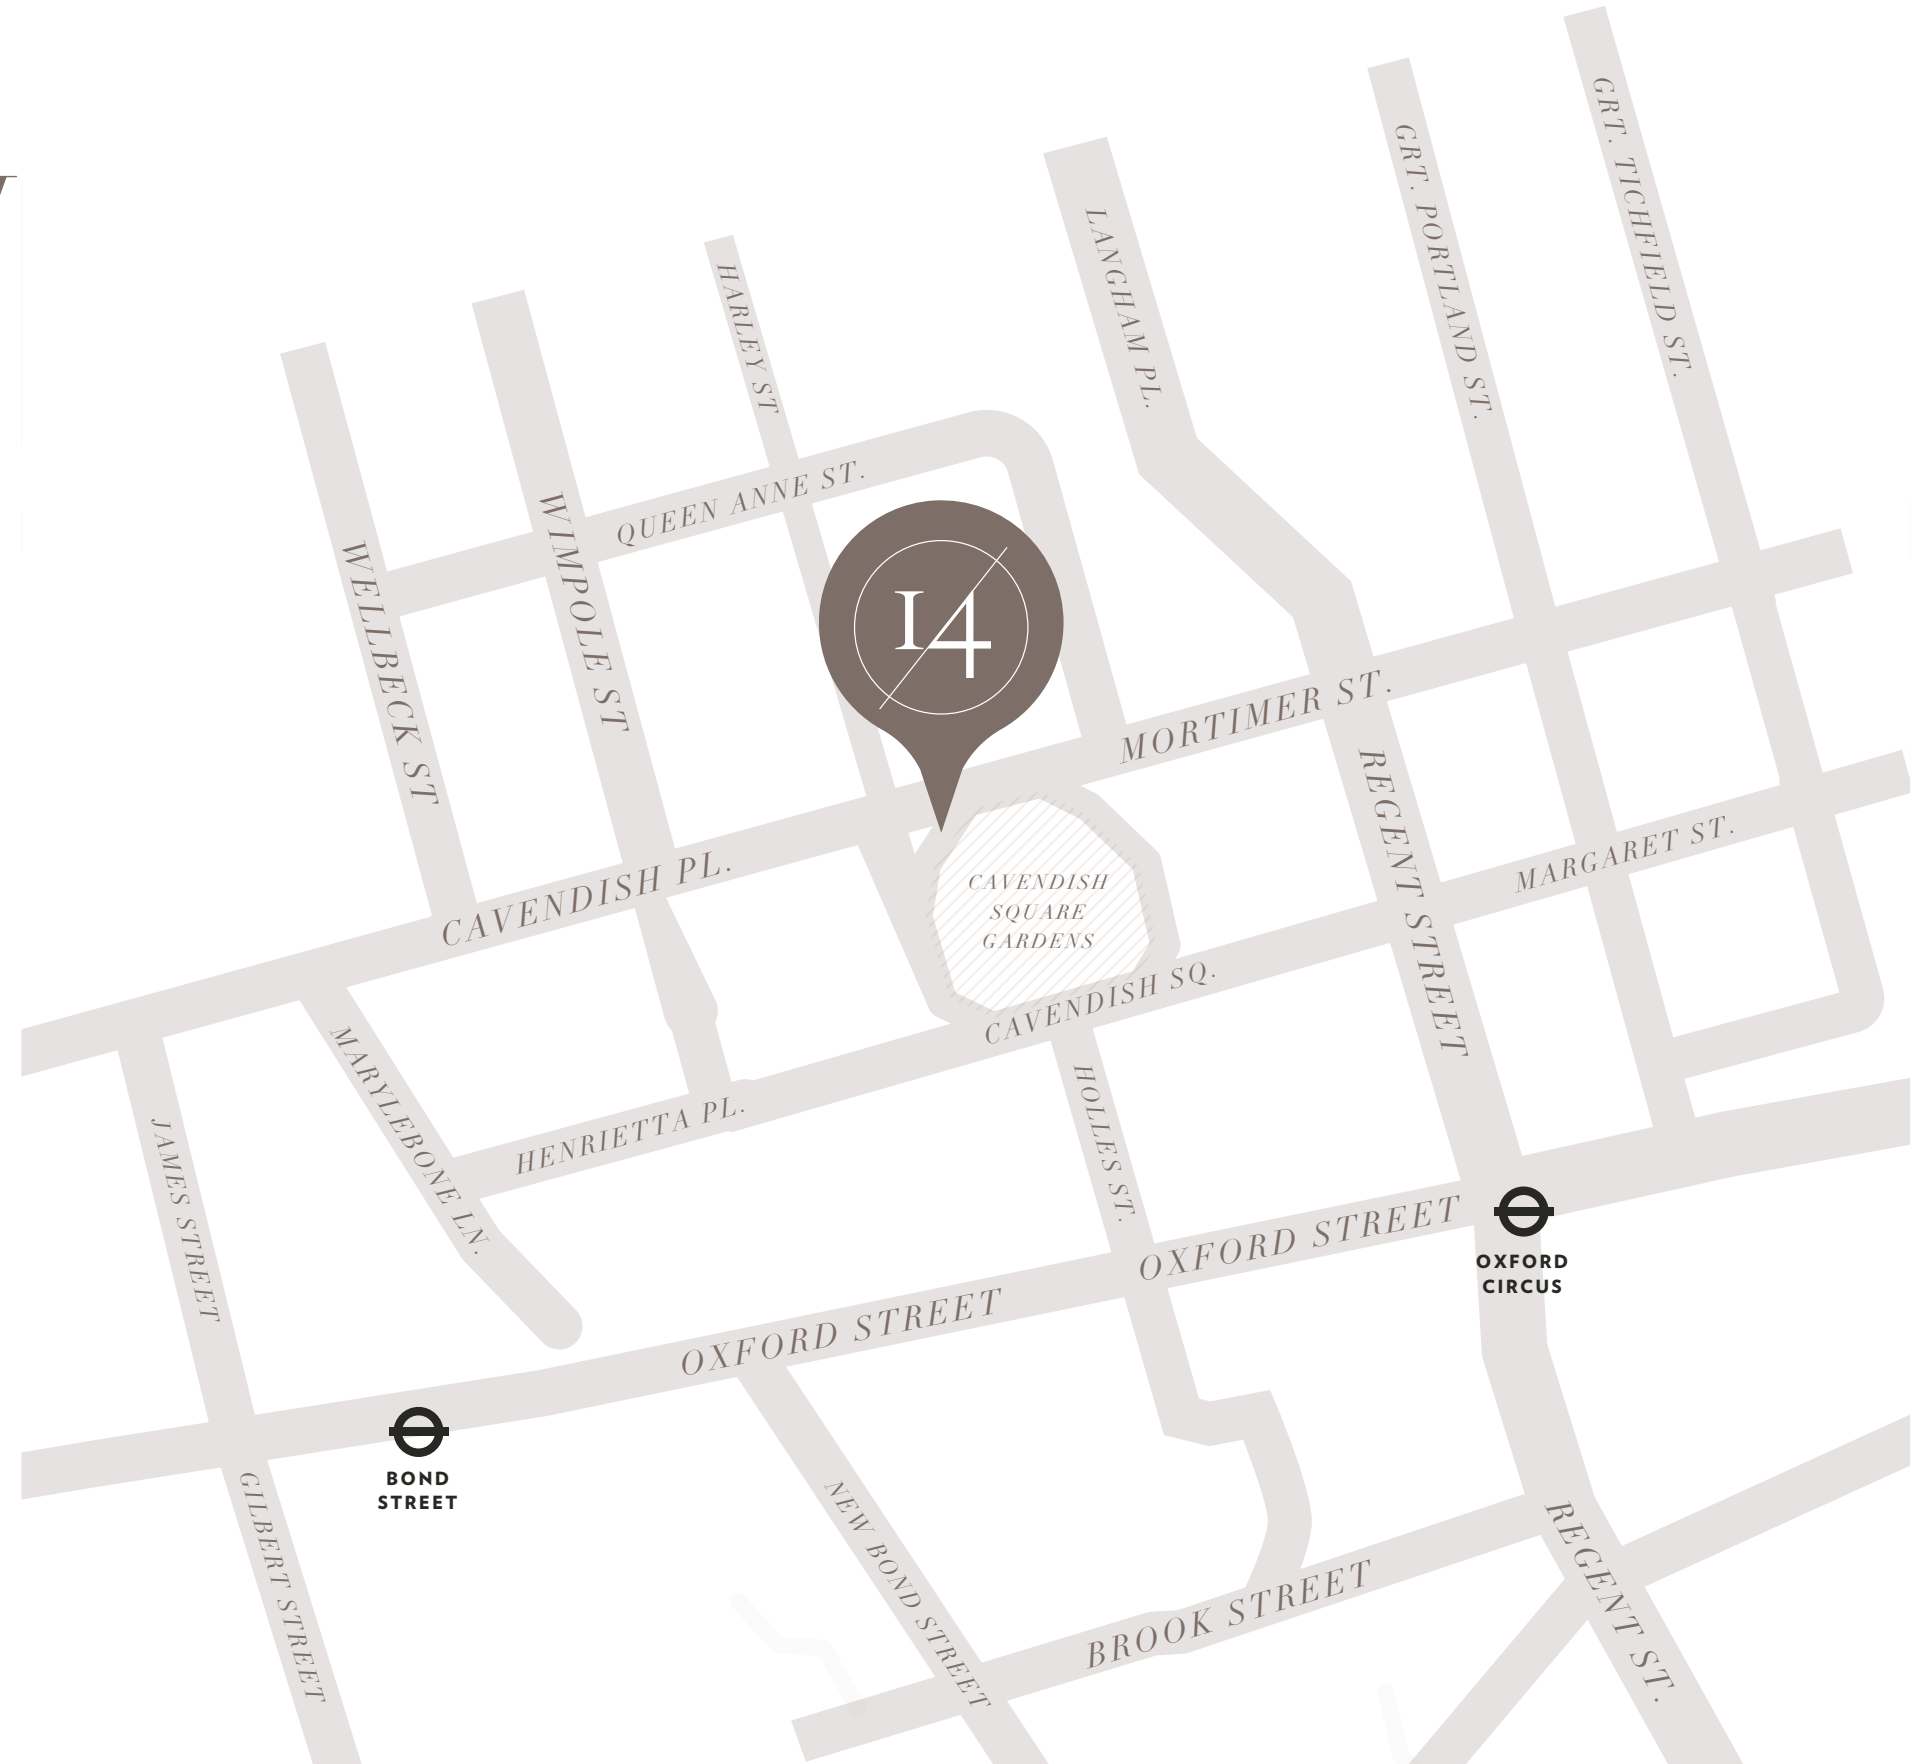 GRT. TICHFIELD ST.
GRT. PORTLAND ST.
LANGHAM PL.
HARLEY ST
QUEEN ANNE ST.
WIMPOLE ST
WELLBECK ST
14
MORTIMER ST.
REGENT STREET
MARGARET ST.
CAVENDISH PL.
CAVENDISH
SQUARE
GARDENS
CAVENDISH SQ.
MARYLEBONE LN.
HENRIETTA PL.
HOLLES ST.
JAMES STREET
OXFORD STREET
OXFORD
CIRCUS
OXFORD STREET
BOND
STREET
GILBERT STREET
NEW BOND STREET
BROOK STREET
REGENT ST.